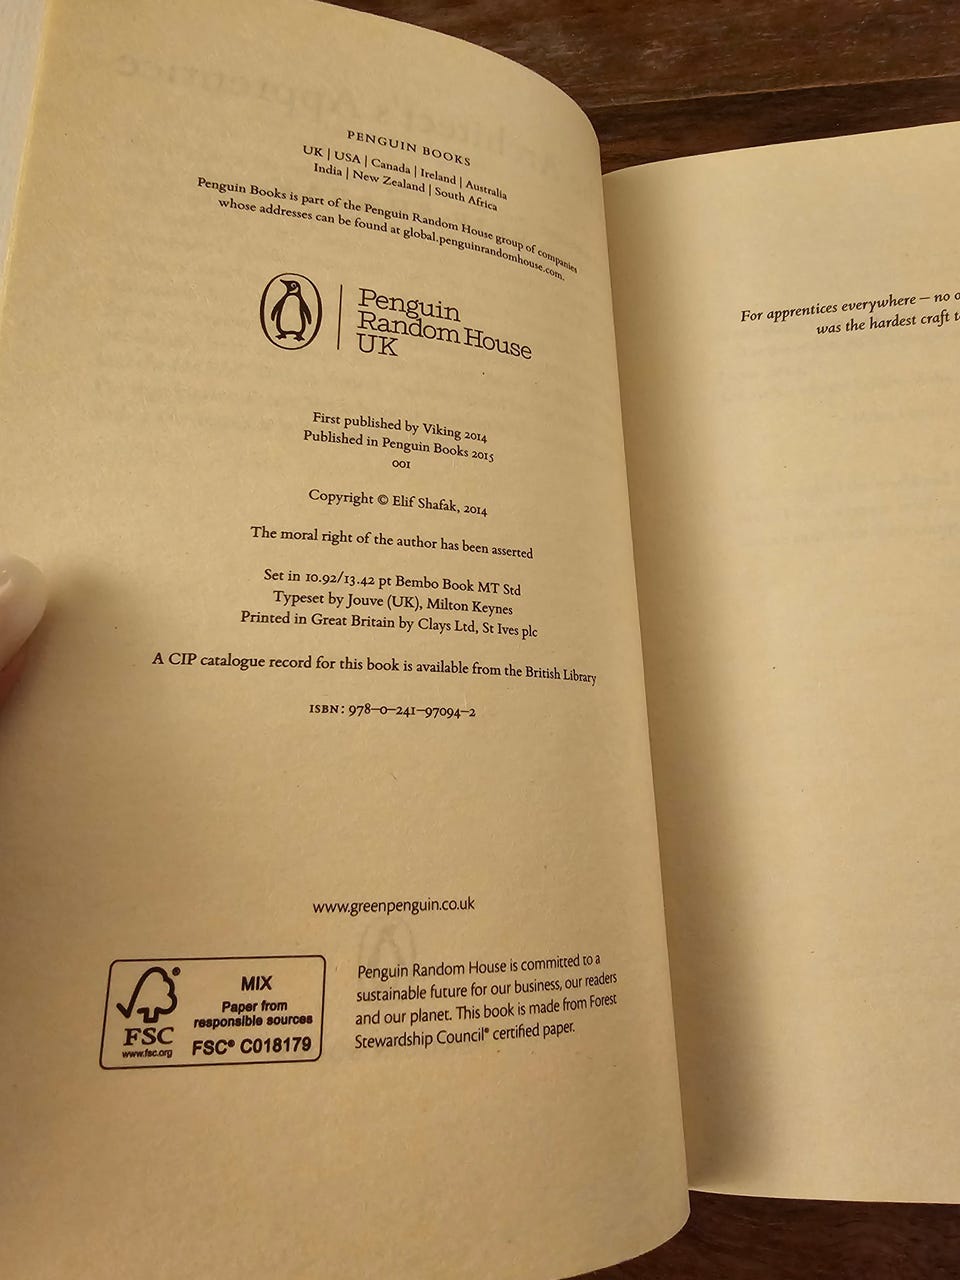 PENGUIN BOOKS
UK | USA | Canada | Ireland | Australia
India | New Zealand | South Africa
Penguin Books is part of the Penguin Random House group of companies
whose addresses can be found at global.penguinrandomhouse.com.
Penguin
Random House
UK
First published by Viking 2014
Published in Penguin Books 2015
001
Copyright © Elif Shafak, 2014
The moral right of the author has been asserted
Set in 10.92/13.42 pt Bembo Book MT Std
Typeset by Jouve (UK), Milton Keynes
Printed in Great Britain by Clays Ltd, St Ives plc
A CIP catalogue record for this book is available from the British Library
ISBN: 978–0–241–97094–2
www.greenpenguin.co.uk
FSC
www.fsc.org
MIX
Paper from
responsible sources
FSC® C018179
Penguin Random House is committed to a
sustainable future for our business, our readers
and our planet. This book is made from Forest
Stewardship Council® certified paper.
For apprentices everywhere – no
was the hardest craft